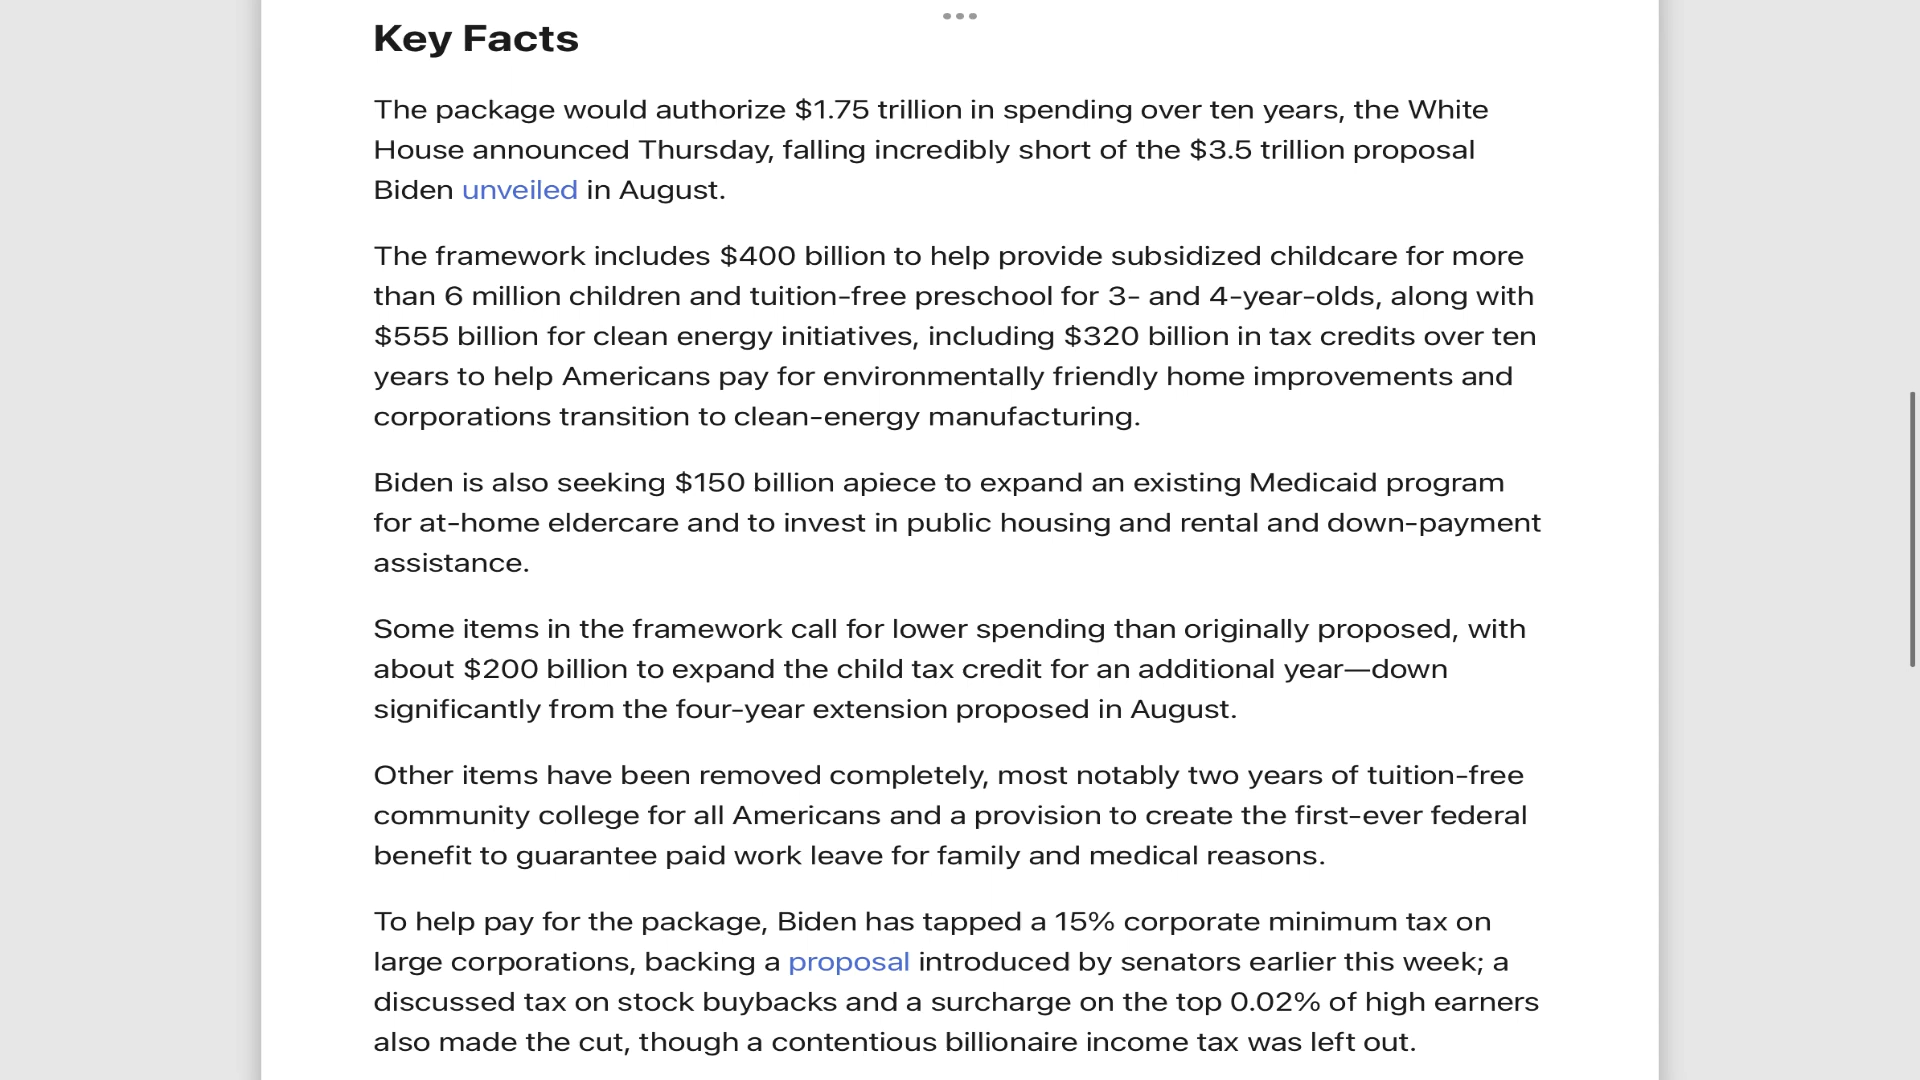 Key Facts
The package would authorize $1.75 trillion in spending over ten years, the White
House announced Thursday, falling incredibly short of the $3.5 trillion proposal
Biden unveiled in August.
The framework includes $400 billion to help provide subsidized childcare for more
than 6 million children and tuition-free preschool for 3- and 4-year-olds, along with
$555 billion for clean energy initiatives, including $320 billion in tax credits over ten
years to help Americans pay for environmentally friendly home improvements and
corporations transition to clean-energy manufacturing.
Biden is also seeking $150 billion apiece to expand an existing Medicaid program
for at-home eldercare and to invest in public housing and rental and down-payment
assistance.
Some items in the framework call for lower spending than originally proposed, with
about $200 billion to expand the child tax credit for an additional year—down
significantly from the four-year extension proposed in August.
Other items have been removed completely, most notably two years of tuition-free
community college for all Americans and a provision to create the first-ever federal
benefit to guarantee paid work leave for family and medical reasons.
To help pay for the package, Biden has tapped a 15% corporate minimum tax on
large corporations, backing a proposal introduced by senators earlier this week; a
discussed tax on stock buybacks and a surcharge on the top 0.02% of high earners
also made the cut, though a contentious billionaire income tax was left out.